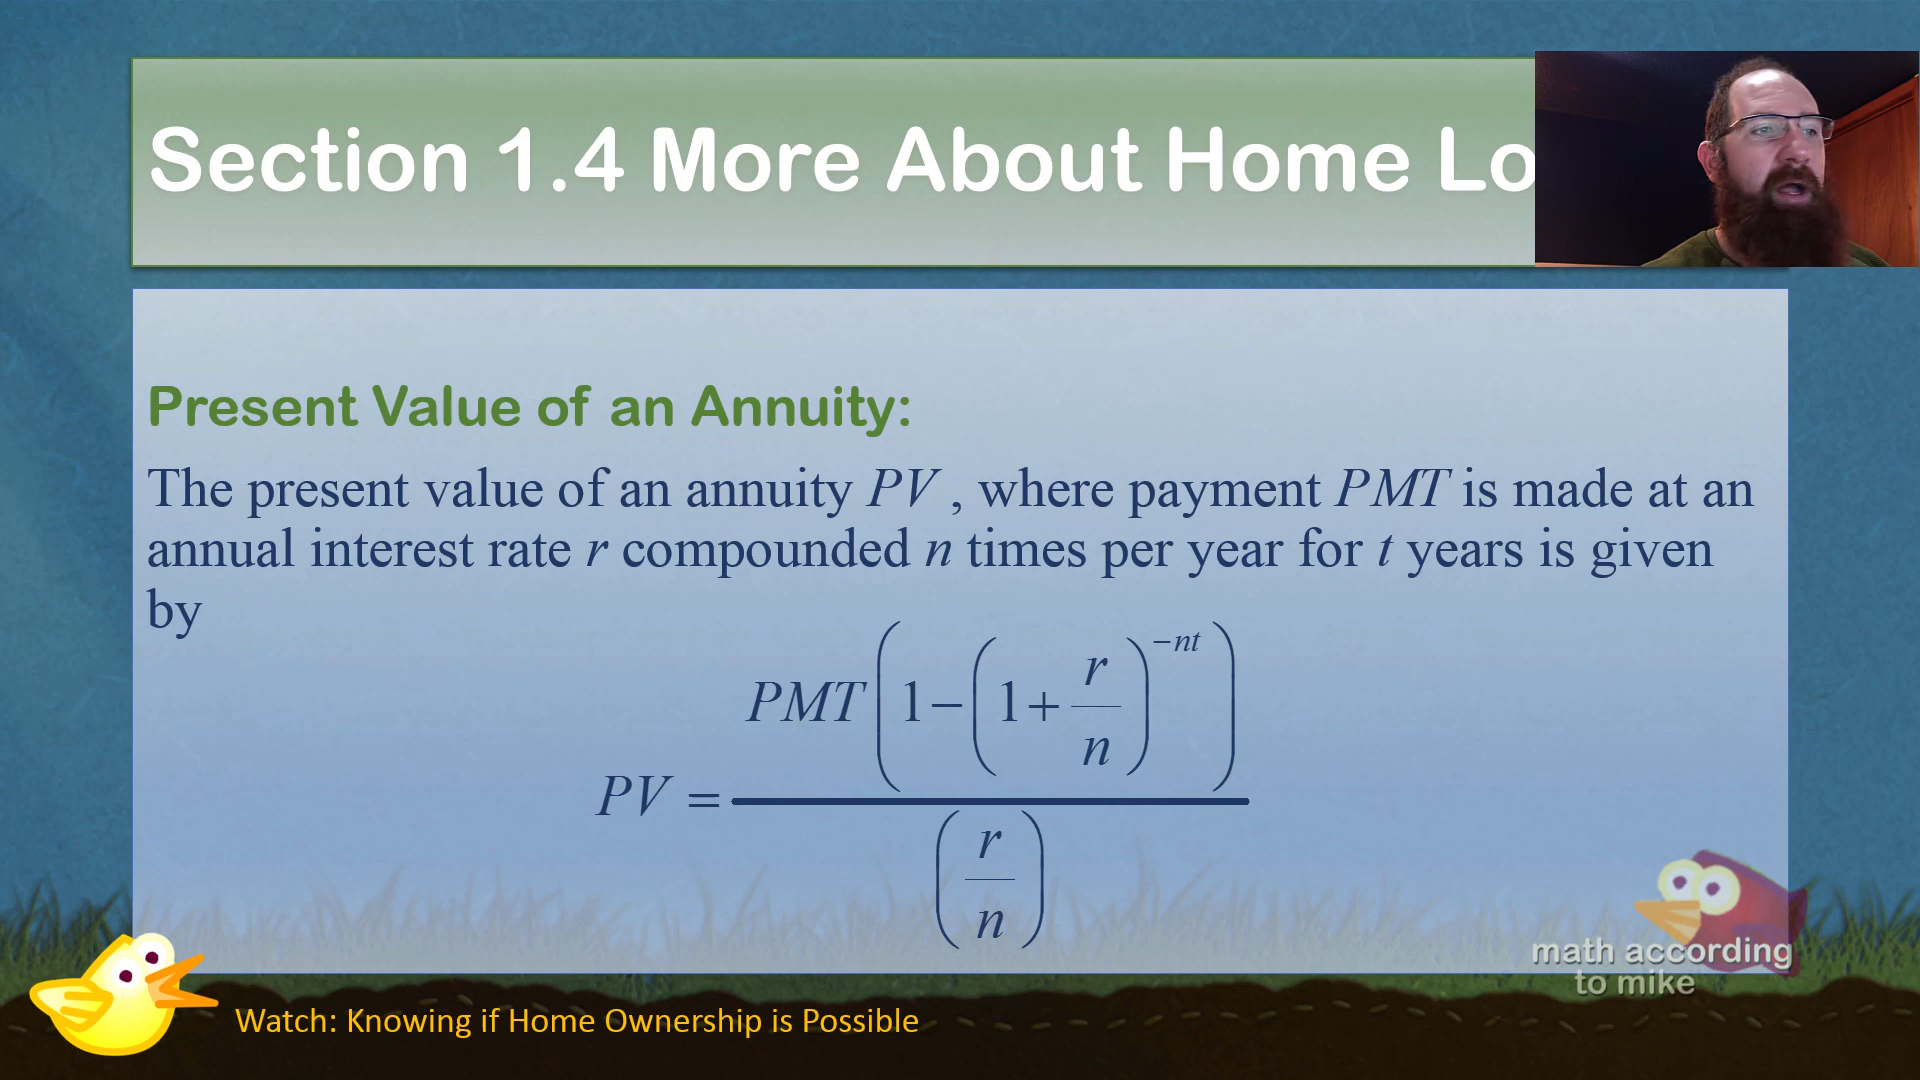 Section 1.4 More About Home Lo
Present Value of an Annuity:
The present value of an annuity PV , where payment PMT is made at an
annual interest rate r compounded n times per year for t years is given
by
PV = PMT(1−(1+r/n)^−nt)/(r/n)
math according
to mike
Watch: Knowing if Home Ownership is Possible